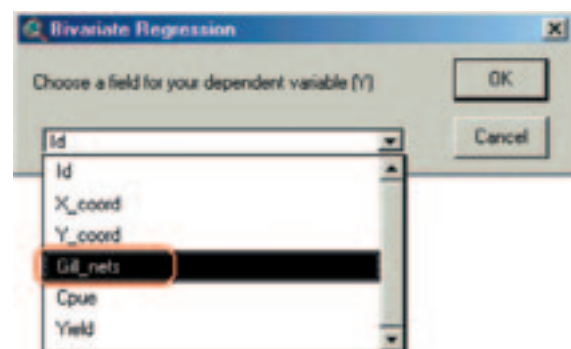 Bivariate Regression
Choose a field for your dependent variable (Y)
OK
Cancel
Id
Id
X_coord
Y_coord
Gill_nets
Cpue
Yield